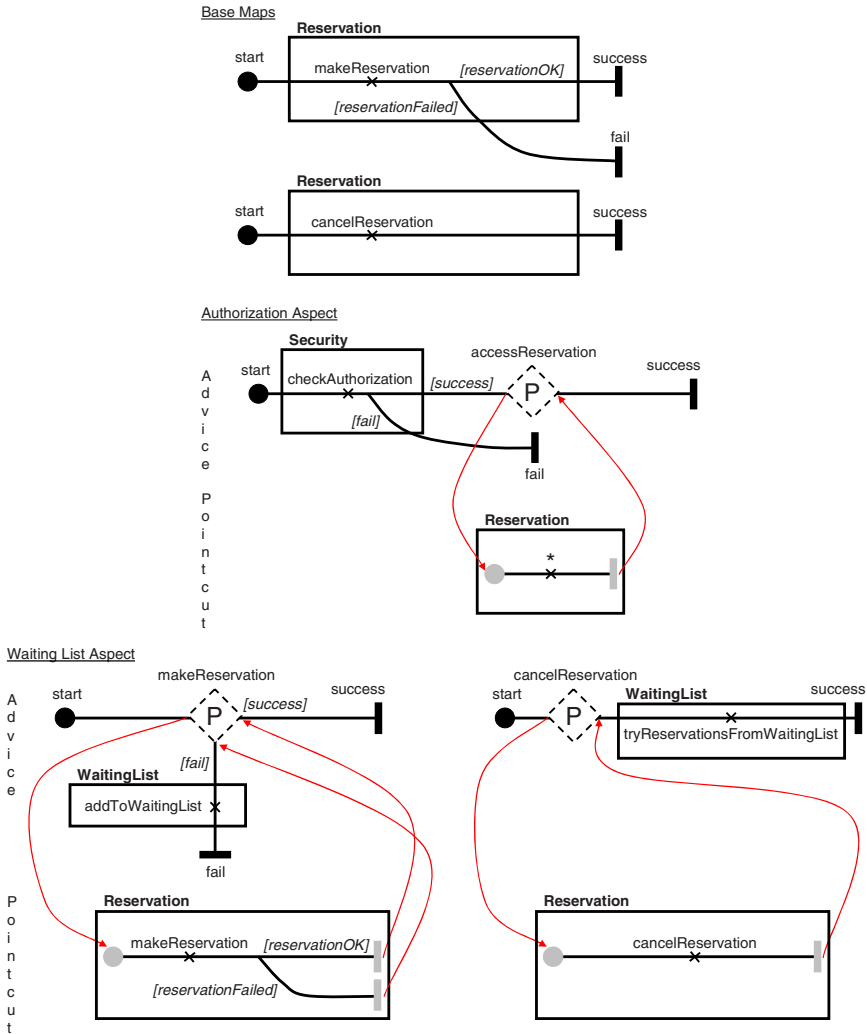 Base Maps
Reservation
start
makeReservation
[reservationOK]
success
[reservationFailed]
fail
Reservation
start
cancelReservation
success
Authorization Aspect
Security
accessReservation
success
start
checkAuthorization
[success]
P
[fail]
fail
Advice
Pointcut
Reservation
*
Waiting List Aspect
makeReservation
start
[success]
success
P
[fail]
WaitingList
addToWaitingList
fail
cancelReservation
start
P
WaitingList
success
tryReservationsFromWaitingList
Advice
Pointcut
Reservation
makeReservation
[reservationOK]
[reservationFailed]
Reservation
cancelReservation